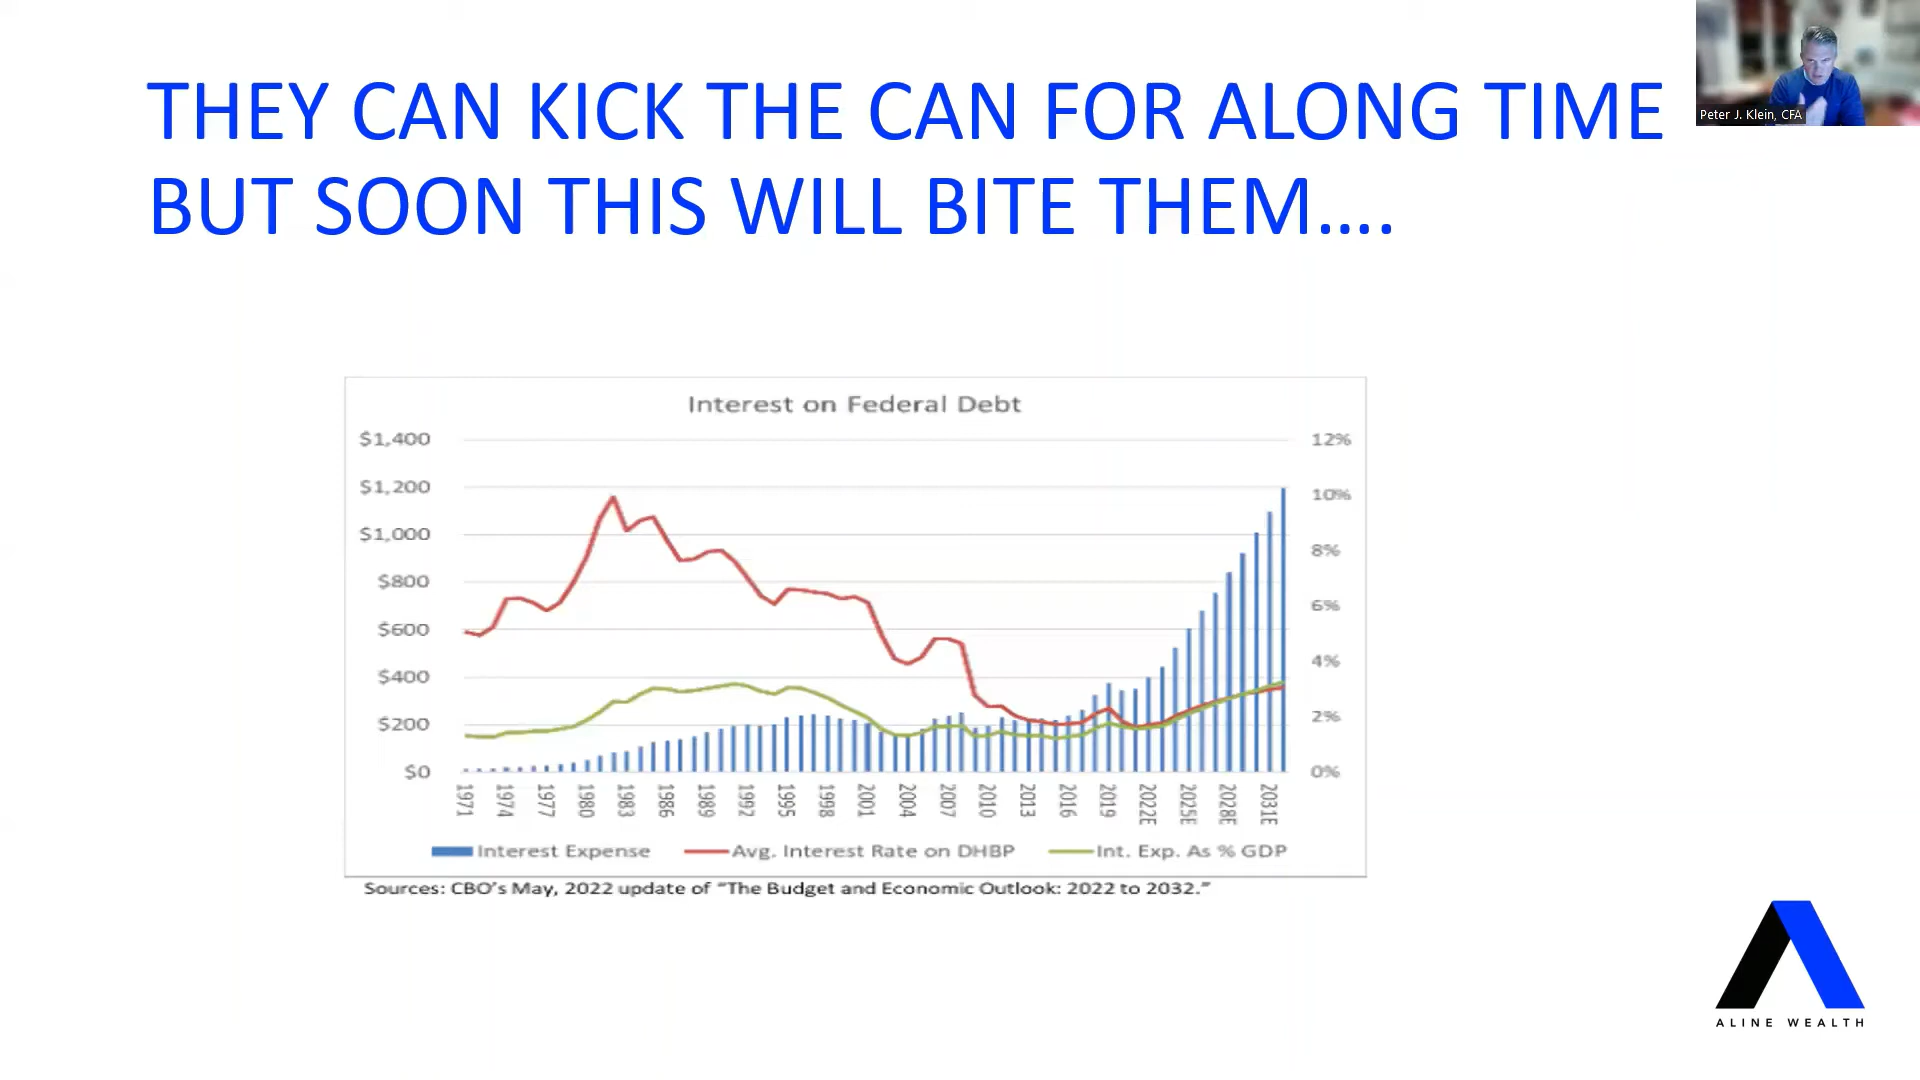 THEY CAN KICK THE CAN FOR ALONG TIME
BUT SOON THIS WILL BITE THEM....
Peter J. Klein, CFA
Interest on Federal Debt
$1,400
$1,200
$1,000
$800
$600
$400
$200
$0
12%
10%
8%
6%
4%
2%
0%
1971 1974 1977 1980 1983 1986 1989 1992 1995 1998 2001 2004 2007 2010 2013 2016 2019 2022E 2025E 2028E 2031E
Interest Expense Avg. Interest Rate on DHBP Int. Exp. As % GDP
Sources: CBO's May, 2022 update of "The Budget and Economic Outlook: 2022 to 2032."
ALINE WEALTH